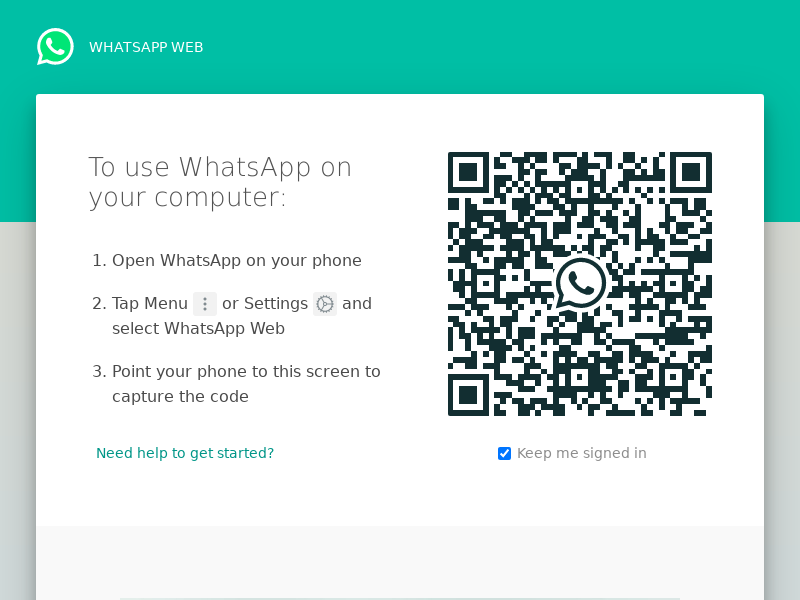 WHATSAPP WEB
To use WhatsApp on
your computer:
1. Open WhatsApp on your phone
2. Tap Menu or Settings and
select WhatsApp Web
3. Point your phone to this screen to
capture the code
Need help to get started?
Keep me signed in